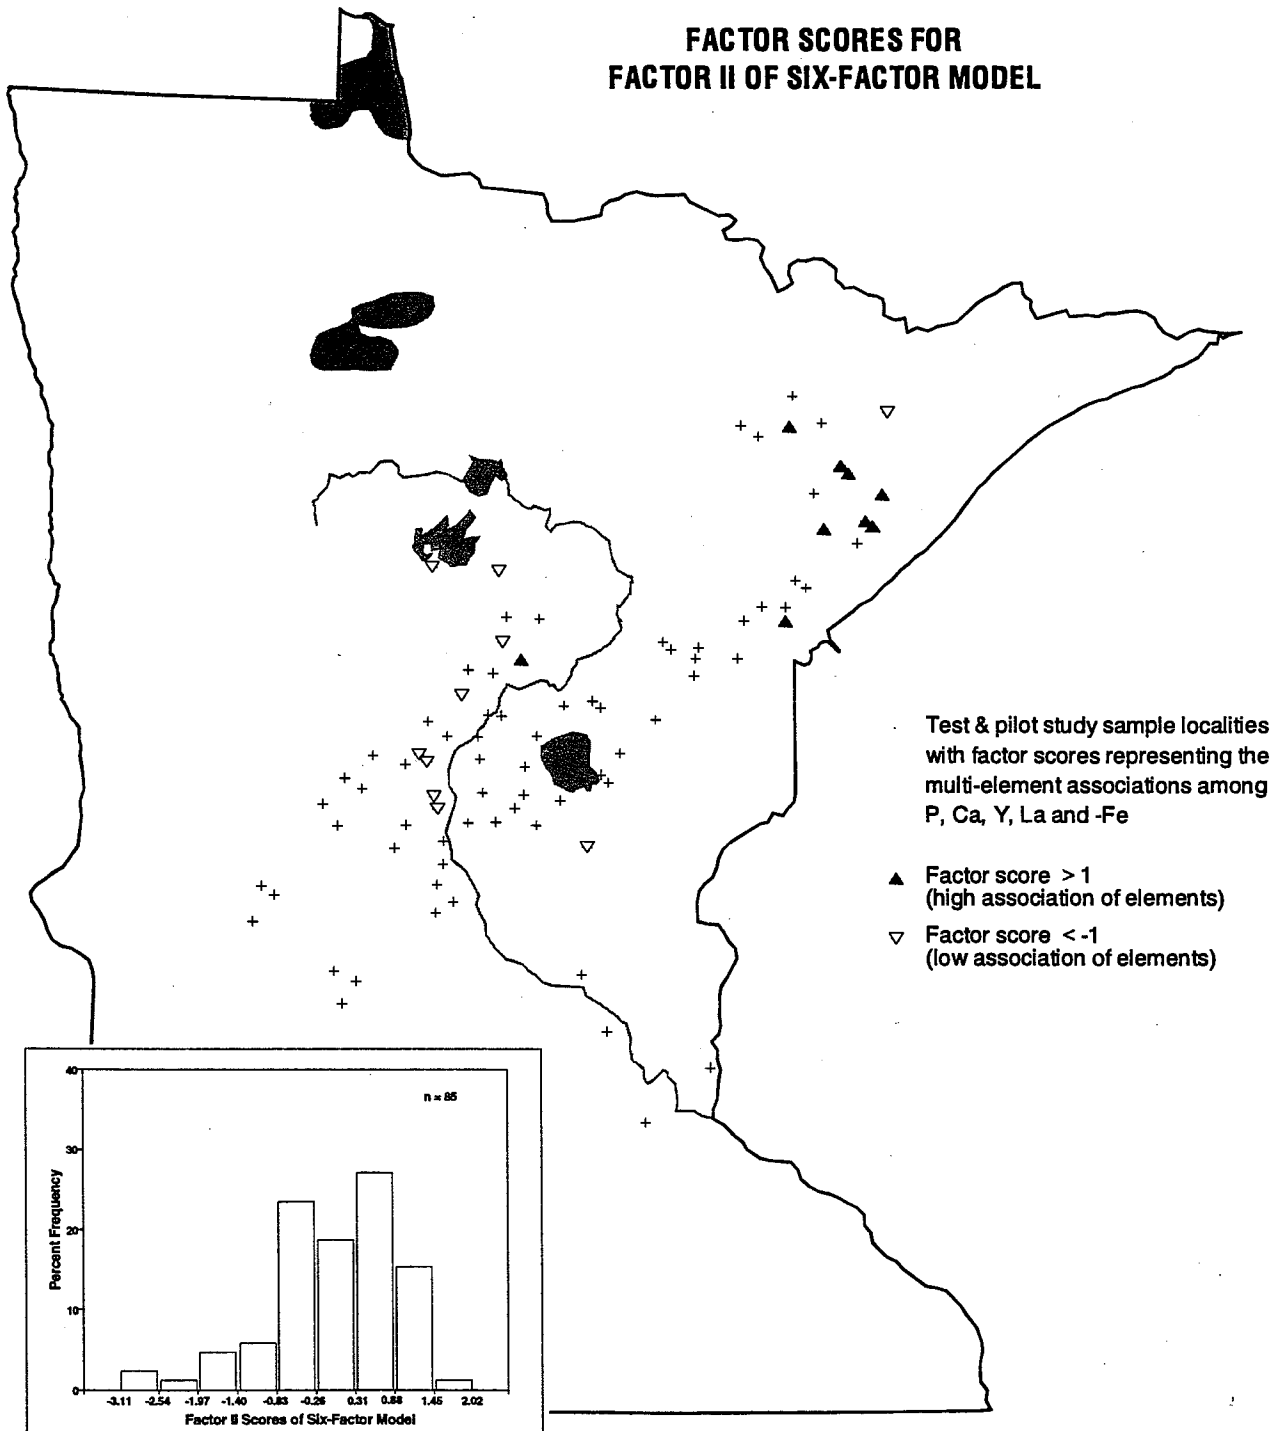 FACTOR SCORES FOR
FACTOR II OF SIX-FACTOR MODEL
Test & pilot study sample localities
with factor scores representing the
multi-element associations among
P, Ca, Y, La and -Fe
Factor score > 1
(high association of elements)
Factor score < -1
(low association of elements)
40
n = 85
30
Percent Frequency
20
10
0
-3.11 -2.54 -1.97 -1.40 -0.83 -0.26 0.31 0.88 1.45 2.02
Factor II Scores of Six-Factor Model